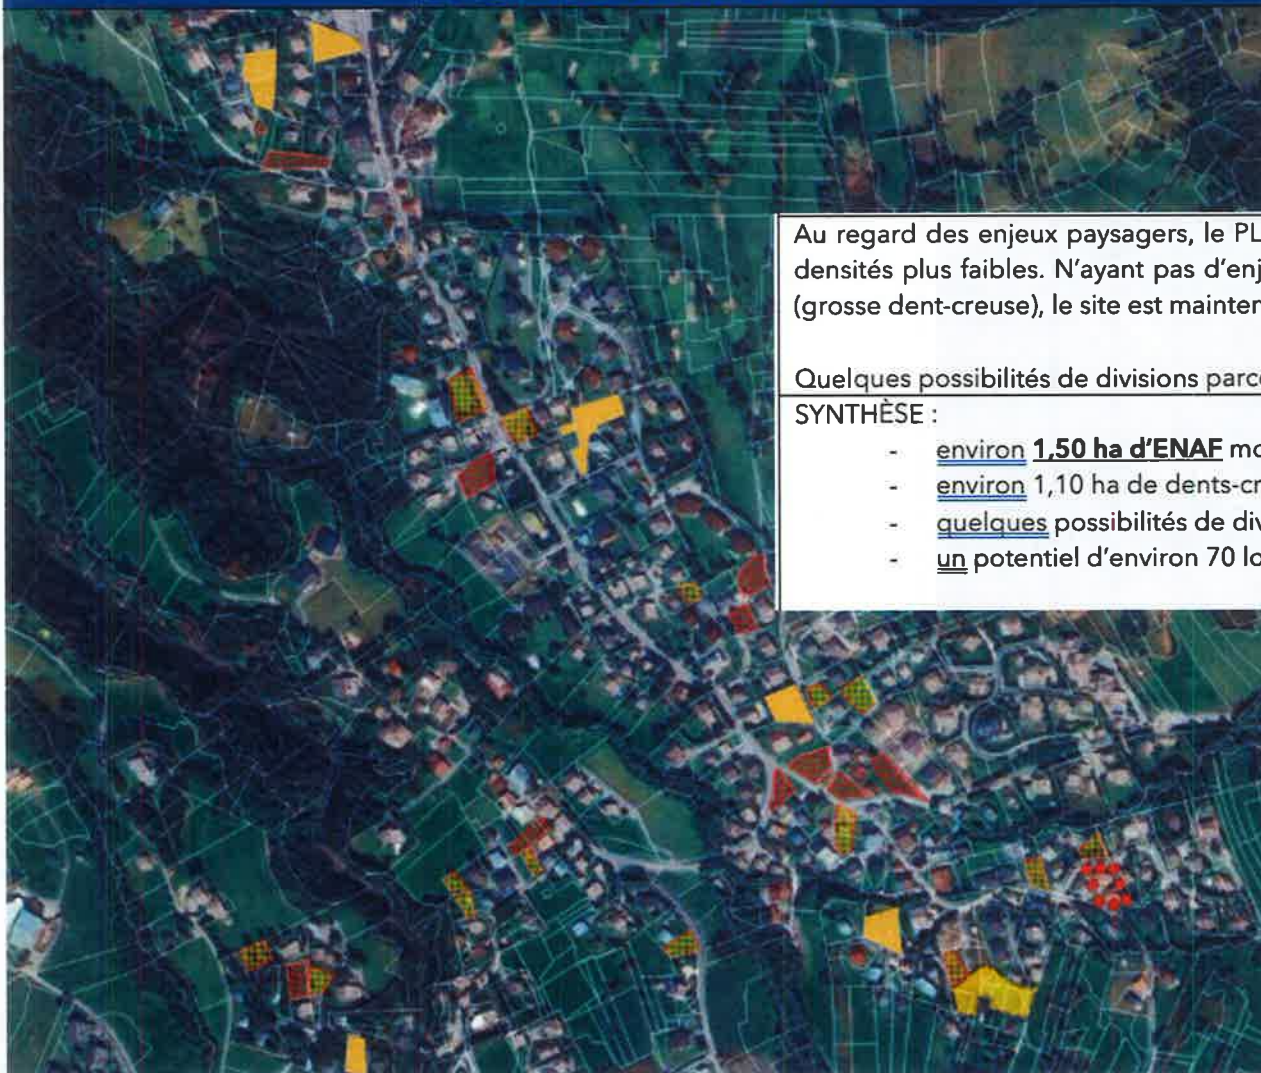 Au regard des enjeux paysagers, le PL
densités plus faibles. N'ayant pas d'enj
(grosse dent-creuse), le site est mainten
Quelques possibilités de divisions parce
SYNTHÈSE :
- environ 1,50 ha d'ENAF mo
- environ 1,10 ha de dents-cr
- quelques possibilités de div
- un potentiel d'environ 70 lo